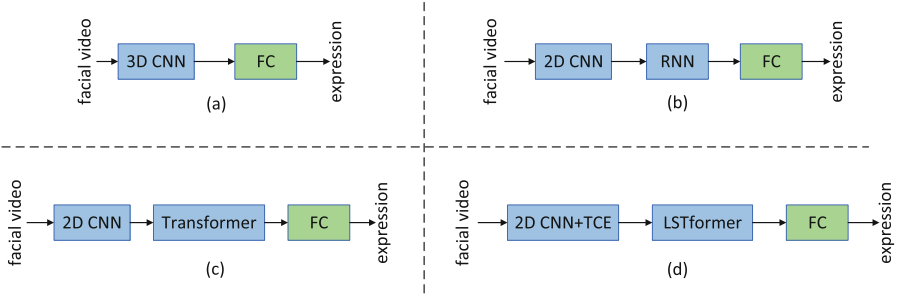 facial video
3D CNN
FC
expression
(a)
facial video
2D CNN
RNN
FC
expression
(b)
facial video
2D CNN
Transformer
FC
expression
(c)
facial video
2D CNN+TCE
LSTformer
FC
expression
(d)